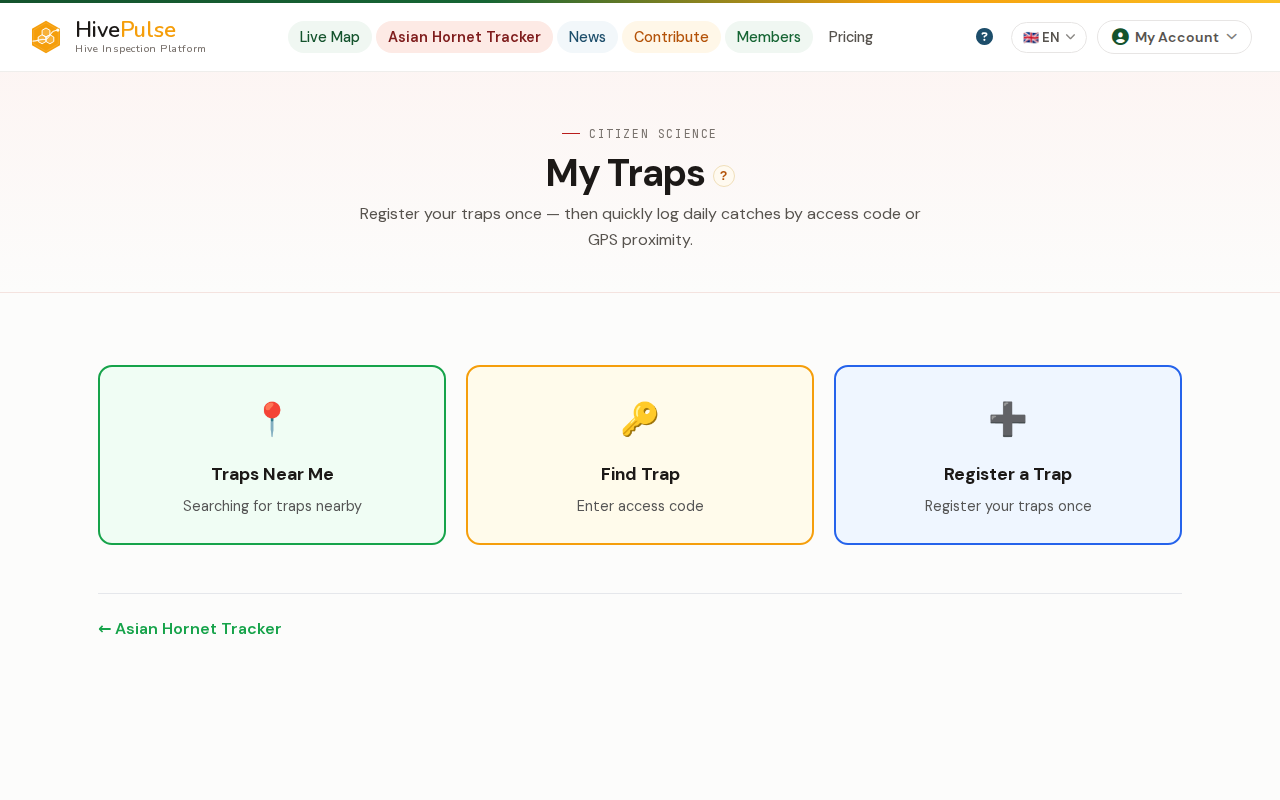 HivePulse
Hive Inspection Platform
Live Map
Asian Hornet Tracker
News
Contribute
Members
Pricing
?
EN
My Account
CITIZEN SCIENCE
My Traps ?
Register your traps once — then quickly log daily catches by access code or
GPS proximity.
Traps Near Me
Searching for traps nearby
Find Trap
Enter access code
Register a Trap
Register your traps once
← Asian Hornet Tracker